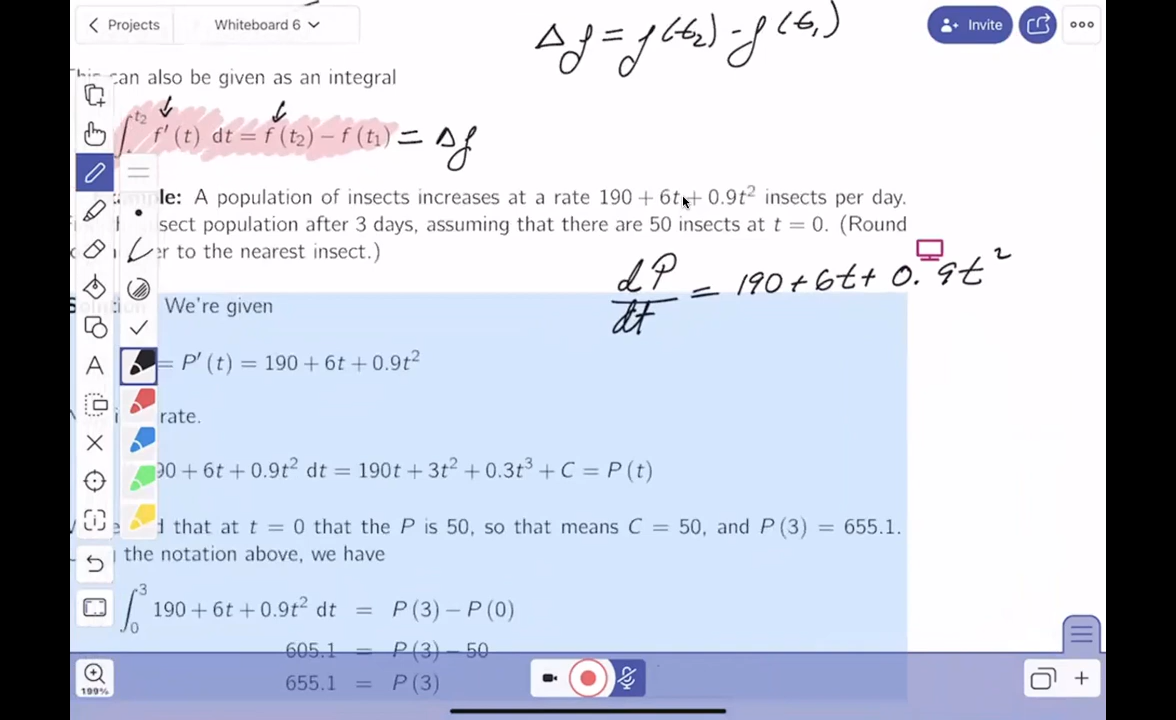 Projects
Whiteboard 6
Invite
Δf = f(t₂) - f(t₁)
can also be given as an integral
∫ t₂ f′(t) dt = f(t₂) − f(t₁) = Δf
ample: A population of insects increases at a rate 190 + 6t + 0.9t² insects per day.
sect population after 3 days, assuming that there are 50 insects at t = 0. (Round
er to the nearest insect.)
dP/dt = 190 + 6t + 0.9t²
We're given
= P′(t) = 190 + 6t + 0.9t²
rate.
90 + 6t + 0.9t² dt = 190t + 3t² + 0.3t³ + C = P(t)
d that at t = 0 that the P is 50, so that means C = 50, and P(3) = 655.1.
the notation above, we have
∫₀³ 190 + 6t + 0.9t² dt = P(3) − P(0)
605.1 = P(3) − 50
655.1 = P(3)
A
199%